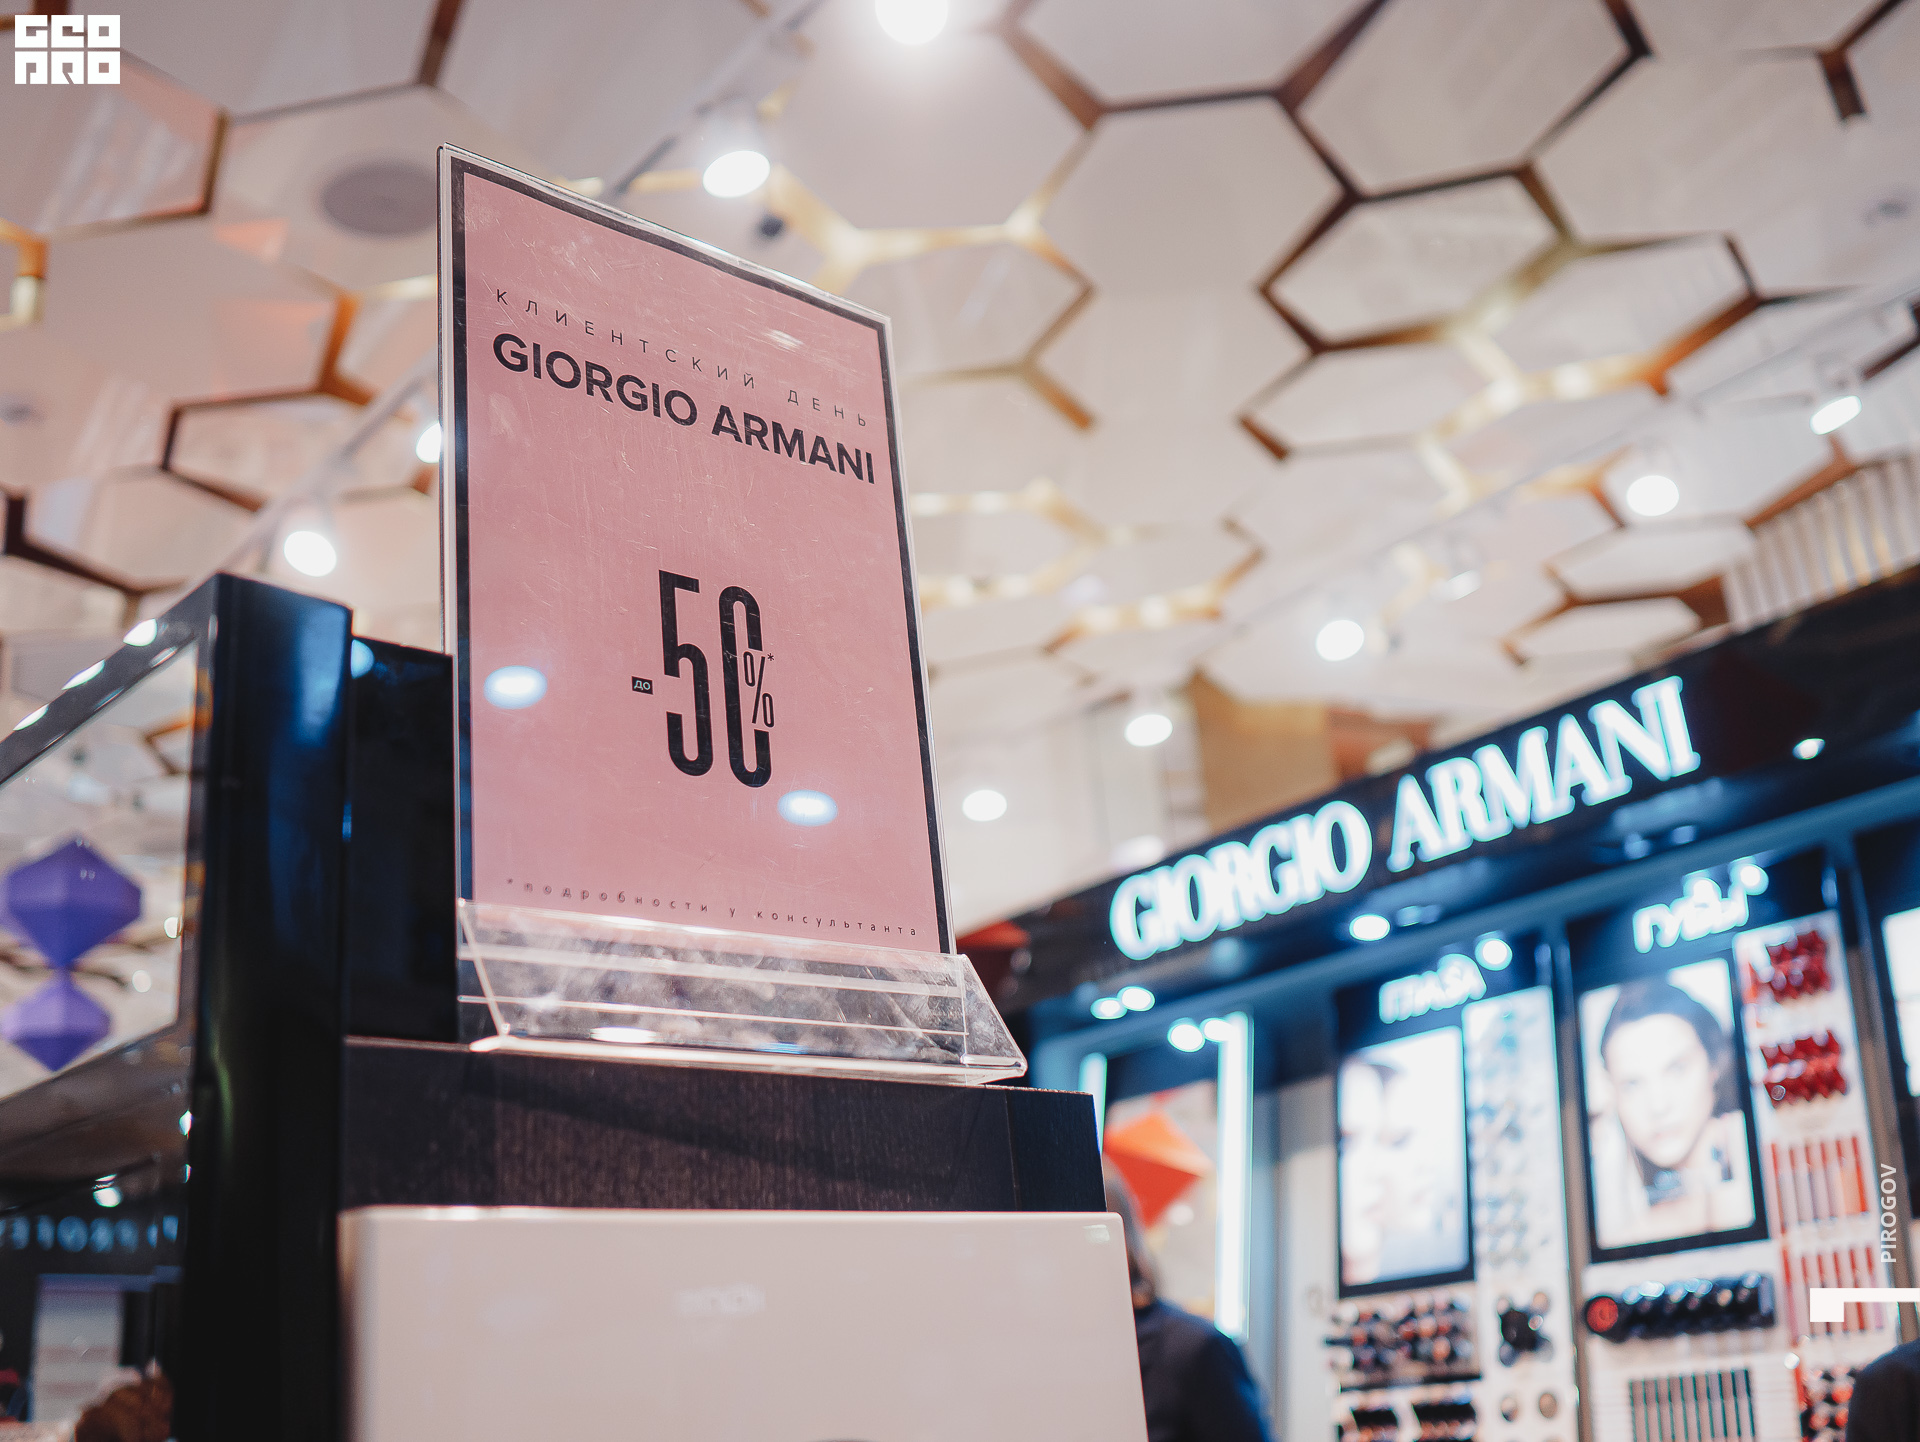 GEO
PRO
КЛИЕНТСКИЙ ДЕНЬ
GIORGIO ARMANI
до
-50%*
*подробности у консультанта
GIORGIO ARMANI
ГЛАЗА
ГУБЫ
PIROGOV